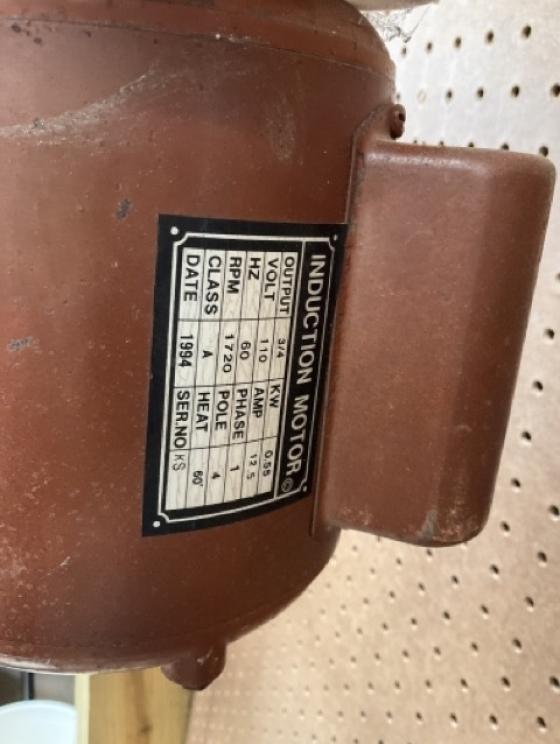 INDUCTION MOTOR
OUTPUT 3/4 KW 0.55
VOLT 110 AMP 12.5
HZ 60 PHASE 1
RPM 1720 POLE 4
CLASS A HEAT 60°
DATE 1994 SER.NO KS